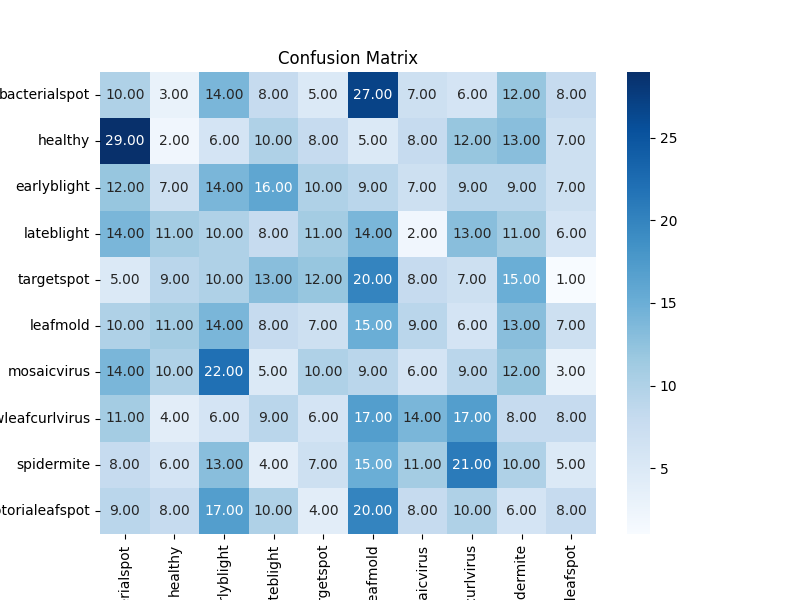 Confusion Matrix
bacterialspot 10.00 3.00 14.00 8.00 5.00 27.00 7.00 6.00 12.00 8.00
healthy 29.00 2.00 6.00 10.00 8.00 5.00 8.00 12.00 13.00 7.00
earlyblight 12.00 7.00 14.00 16.00 10.00 9.00 7.00 9.00 9.00 7.00
lateblight 14.00 11.00 10.00 8.00 11.00 14.00 2.00 13.00 11.00 6.00
targetspot 5.00 9.00 10.00 13.00 12.00 20.00 8.00 7.00 15.00 1.00
leafmold 10.00 11.00 14.00 8.00 7.00 15.00 9.00 6.00 13.00 7.00
mosaicvirus 14.00 10.00 22.00 5.00 10.00 9.00 6.00 9.00 12.00 3.00
wleafcurlvirus 11.00 4.00 6.00 9.00 6.00 17.00 14.00 17.00 8.00 8.00
spidermite 8.00 6.00 13.00 4.00 7.00 15.00 11.00 21.00 10.00 5.00
torialeafspot 9.00 8.00 17.00 10.00 4.00 20.00 8.00 10.00 6.00 8.00
rialspot healthy rlyblight teblight rgetspot eafmold aicvirus curlvirus dermite leafspot
25
20
15
10
5